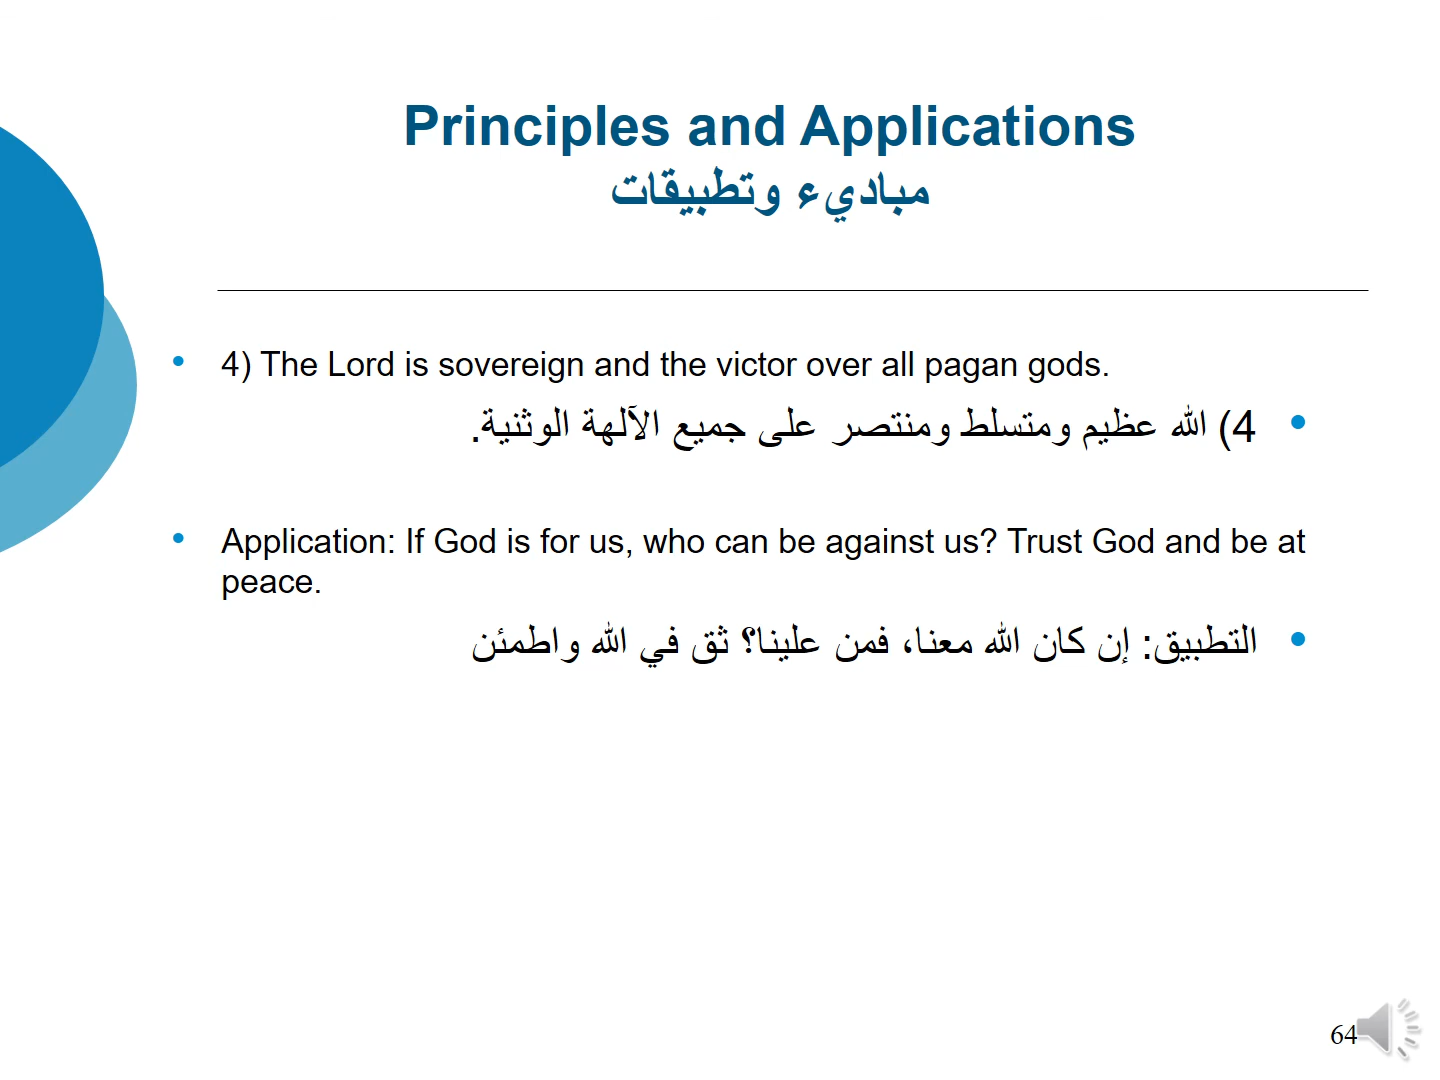 Principles and Applications
مباديء وتطبيقات
• 4) The Lord is sovereign and the victor over all pagan gods.
• 4) الله عظيم ومتسلط ومنتصر على جميع الآلهة الوثنية.
• Application: If God is for us, who can be against us? Trust God and be at
peace.
• التطبيق: إن كان الله معنا، فمن علينا؟ ثق في الله واطمئن
64